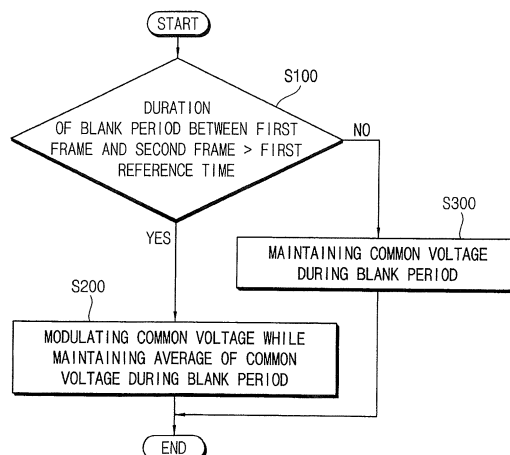 START
S100
DURATION
OF BLANK PERIOD BETWEEN FIRST
FRAME AND SECOND FRAME > FIRST
REFERENCE TIME
NO
YES
S300
MAINTAINING COMMON VOLTAGE
DURING BLANK PERIOD
S200
MODULATING COMMON VOLTAGE WHILE
MAINTAINING AVERAGE OF COMMON
VOLTAGE DURING BLANK PERIOD
END